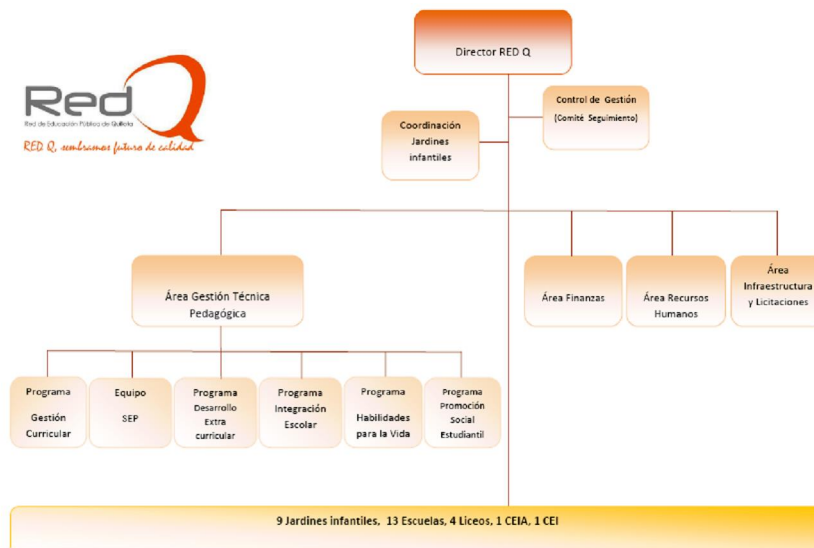 Director RED Q
Red Q
Red de Educación Pública de Quillota
RED Q, sembramos futuro de calidad
Control de Gestión
(Comité Seguimiento)
Coordinación
Jardines
infantiles
Área Gestión Técnica
Pedagógica
Área Finanzas
Área Recursos
Humanos
Área
Infraestructura
y Licitaciones
Programa
Gestión
Curricular
Equipo
SEP
Programa
Desarrollo
Extra
curricular
Programa
Integración
Escolar
Programa
Habilidades
para la Vida
Programa
Promoción
Social
Estudiantil
9 Jardines infantiles, 13 Escuelas, 4 Liceos, 1 CEIA, 1 CEI